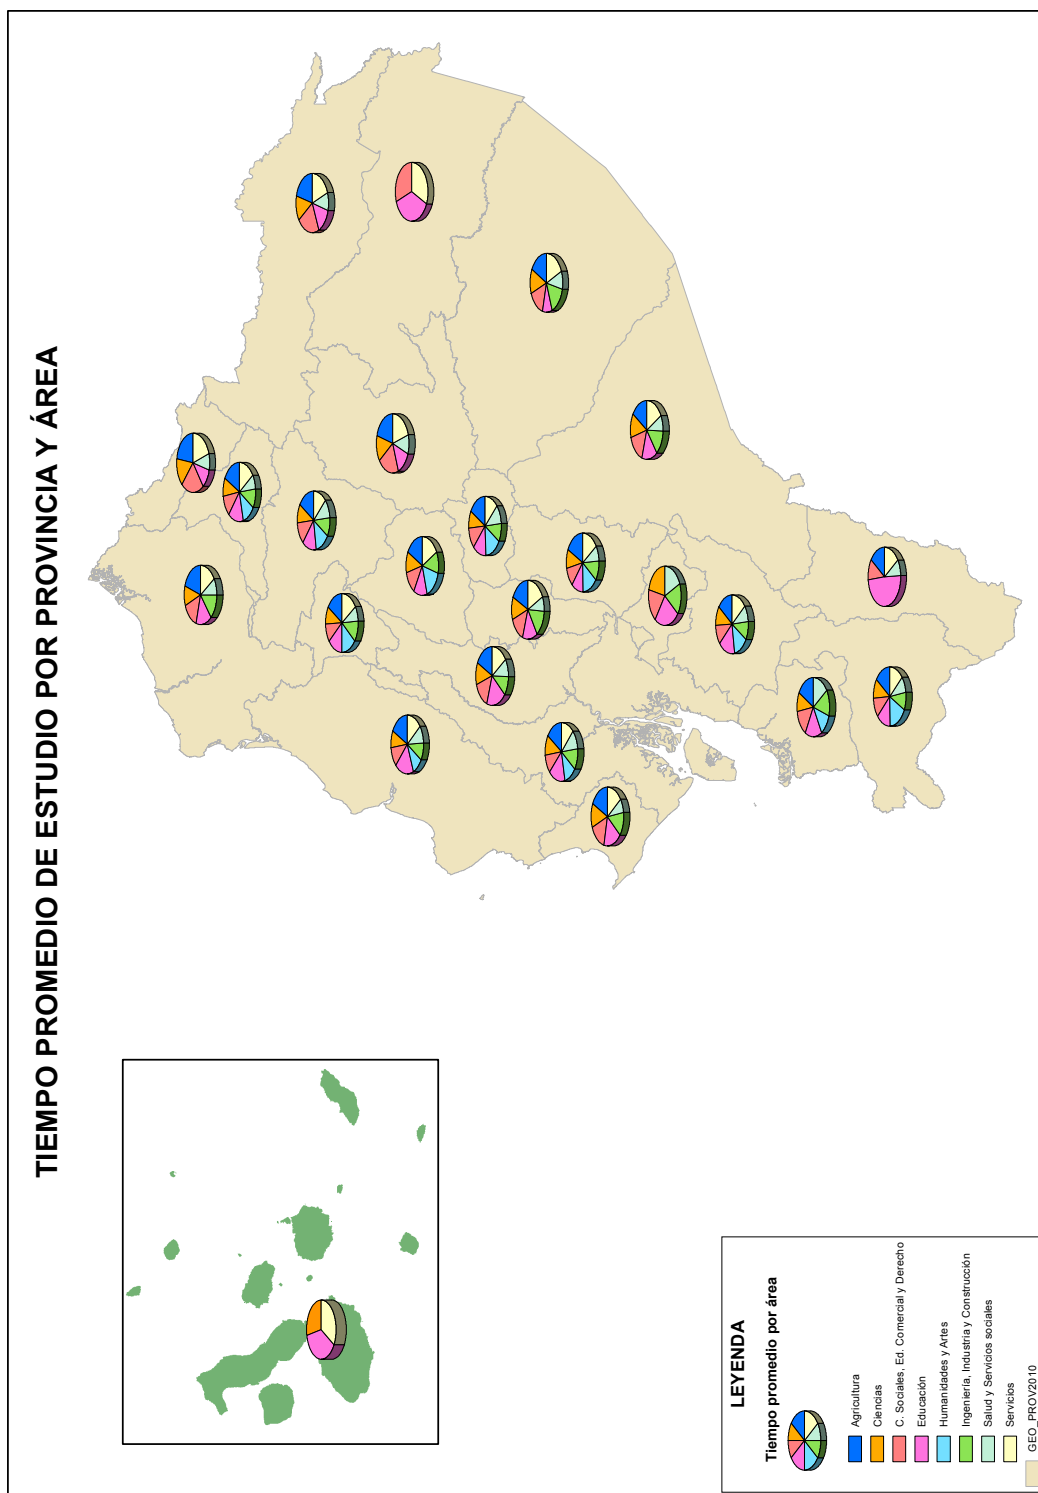 TIEMPO PROMEDIO DE ESTUDIO POR PROVINCIA Y ÁREA
LEYENDA
Tiempo promedio por área
Agricultura
Ciencias
C. Sociales, Ed. Comercial y Derecho
Educación
Humanidades y Artes
Ingeniería, Industria y Construcción
Salud y Servicios sociales
Servicios
GEO_PROV2010